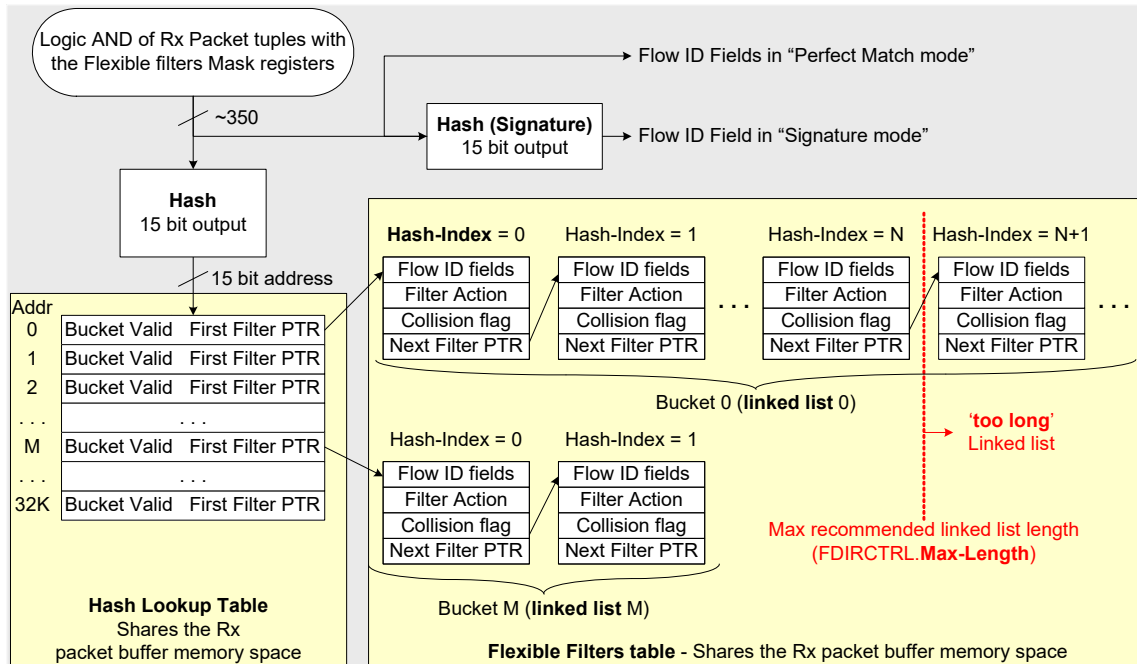 Logic AND of Rx Packet tuples with
the Flexible filters Mask registers
Flow ID Fields in “Perfect Match mode”
~350
Hash (Signature)
15 bit output
Flow ID Field in “Signature mode”
Hash
15 bit output
15 bit address
Addr
0 Bucket Valid First Filter PTR
1 Bucket Valid First Filter PTR
2 Bucket Valid First Filter PTR
. . . . . .
M Bucket Valid First Filter PTR
. . . . . .
32K Bucket Valid First Filter PTR
Hash Lookup Table
Shares the Rx
packet buffer memory space
Hash-Index = 0
Flow ID fields
Filter Action
Collision flag
Next Filter PTR
Hash-Index = 1
Flow ID fields
Filter Action
Collision flag
Next Filter PTR
. . .
Hash-Index = N
Flow ID fields
Filter Action
Collision flag
Next Filter PTR
Hash-Index = N+1
Flow ID fields
Filter Action
Collision flag
Next Filter PTR
. . .
Bucket 0 (linked list 0)
‘too long’
Linked list
Hash-Index = 0
Flow ID fields
Filter Action
Collision flag
Next Filter PTR
Hash-Index = 1
Flow ID fields
Filter Action
Collision flag
Next Filter PTR
Max recommended linked list length
(FDIRCTRL.Max-Length)
Bucket M (linked list M)
Flexible Filters table - Shares the Rx packet buffer memory space